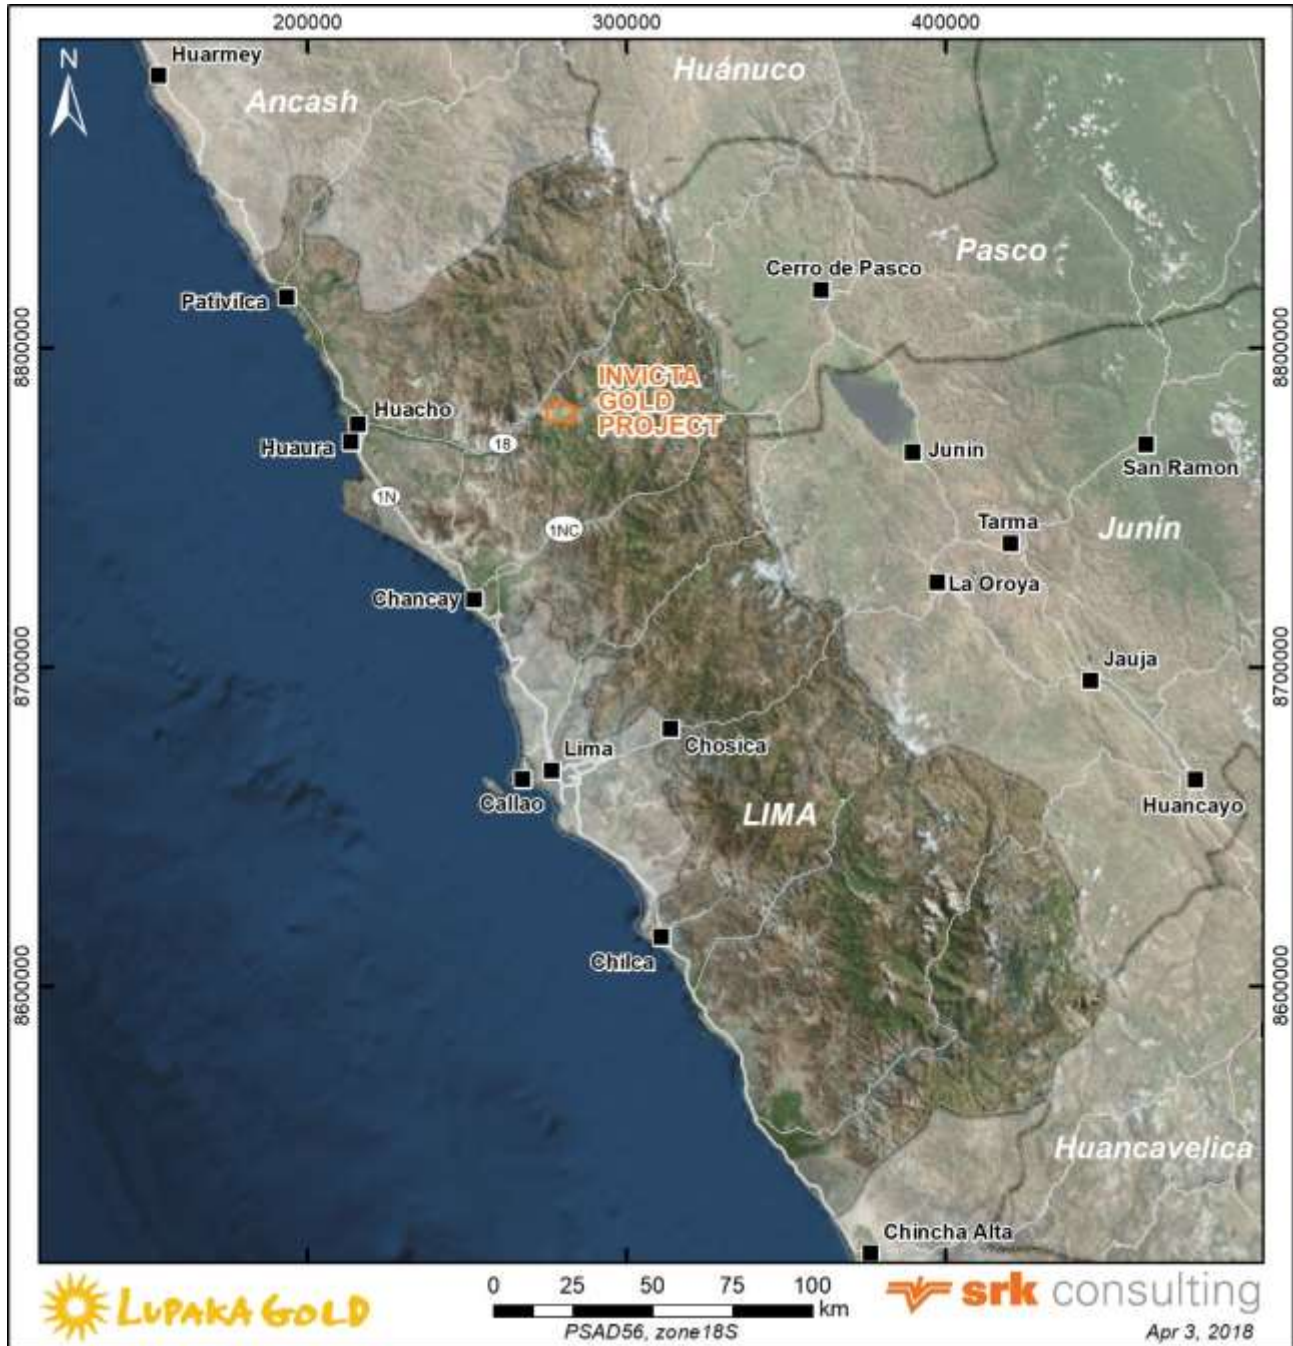 200000
300000
400000
N
Huarmey
Ancash
Huánuco
Pasco
Cerro de Pasco
Pativilca
8800000
8800000
INVICTA
GOLD
PROJECT
Huacho
Huaura
18
Junin
San Ramon
1N
1NC
Tarma
Junín
La Oroya
Chancay
Jauja
8700000
8700000
Lima
Chosica
Callao
LIMA
Huancayo
Chilca
8600000
8600000
Huancavelica
Chincha Alta
LUPAKA GOLD
0 25 50 75 100
km
PSAD56, zone18S
srk consulting
Apr 3, 2018